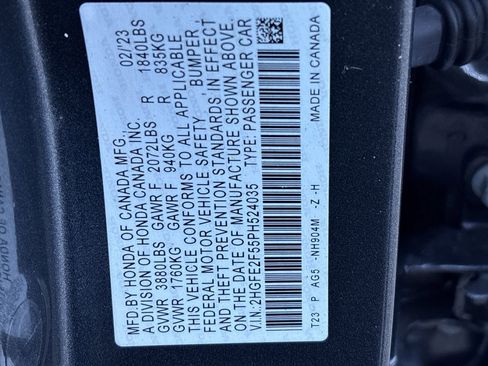 MFD.BY HONDA OF CANADA MFG. 02/'23
A DIVISION OF HONDA CANADA INC.
GVWR 3880LBS GAWR F 2072LBS R 1840LBS
GVWR 1760KG GAWR F 940KG R 835KG
THIS VEHICLE CONFORMS TO ALL APPLICABLE
FEDERAL MOTOR VEHICLE SAFETY, BUMPER,
AND THEFT PREVENTION STANDARDS IN EFFECT
ON THE DATE OF MANUFACTURE SHOWN ABOVE.
V.I.N.:2HGFE2F55PH524035 TYPE: PASSENGER CAR
T23 P AG5 -NH904M -Z -H MADE IN CANADA